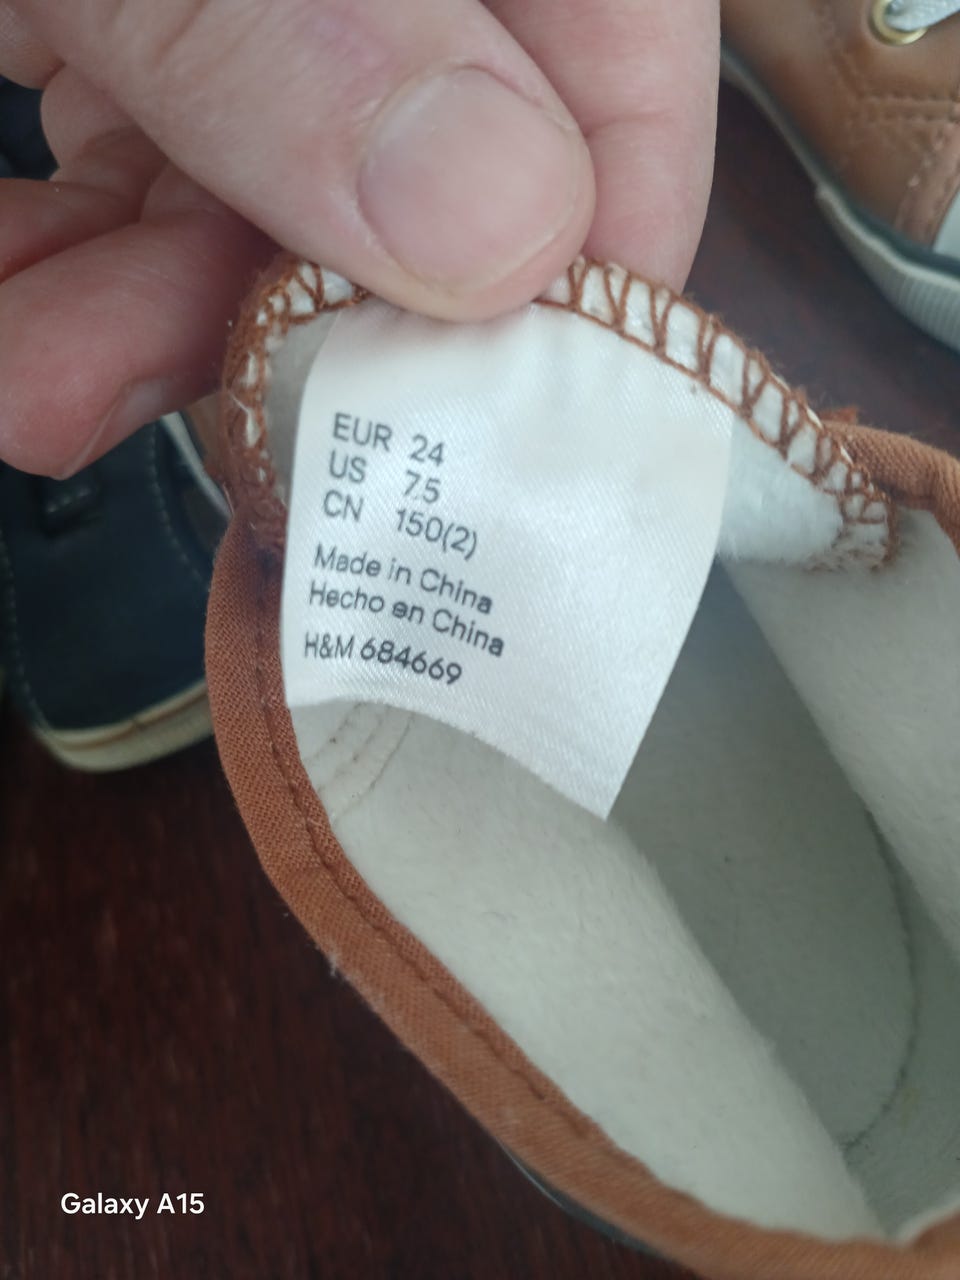 EUR 24
US 7.5
CN 150(2)
Made in China
Hecho en China
H&M 684669
Galaxy A15